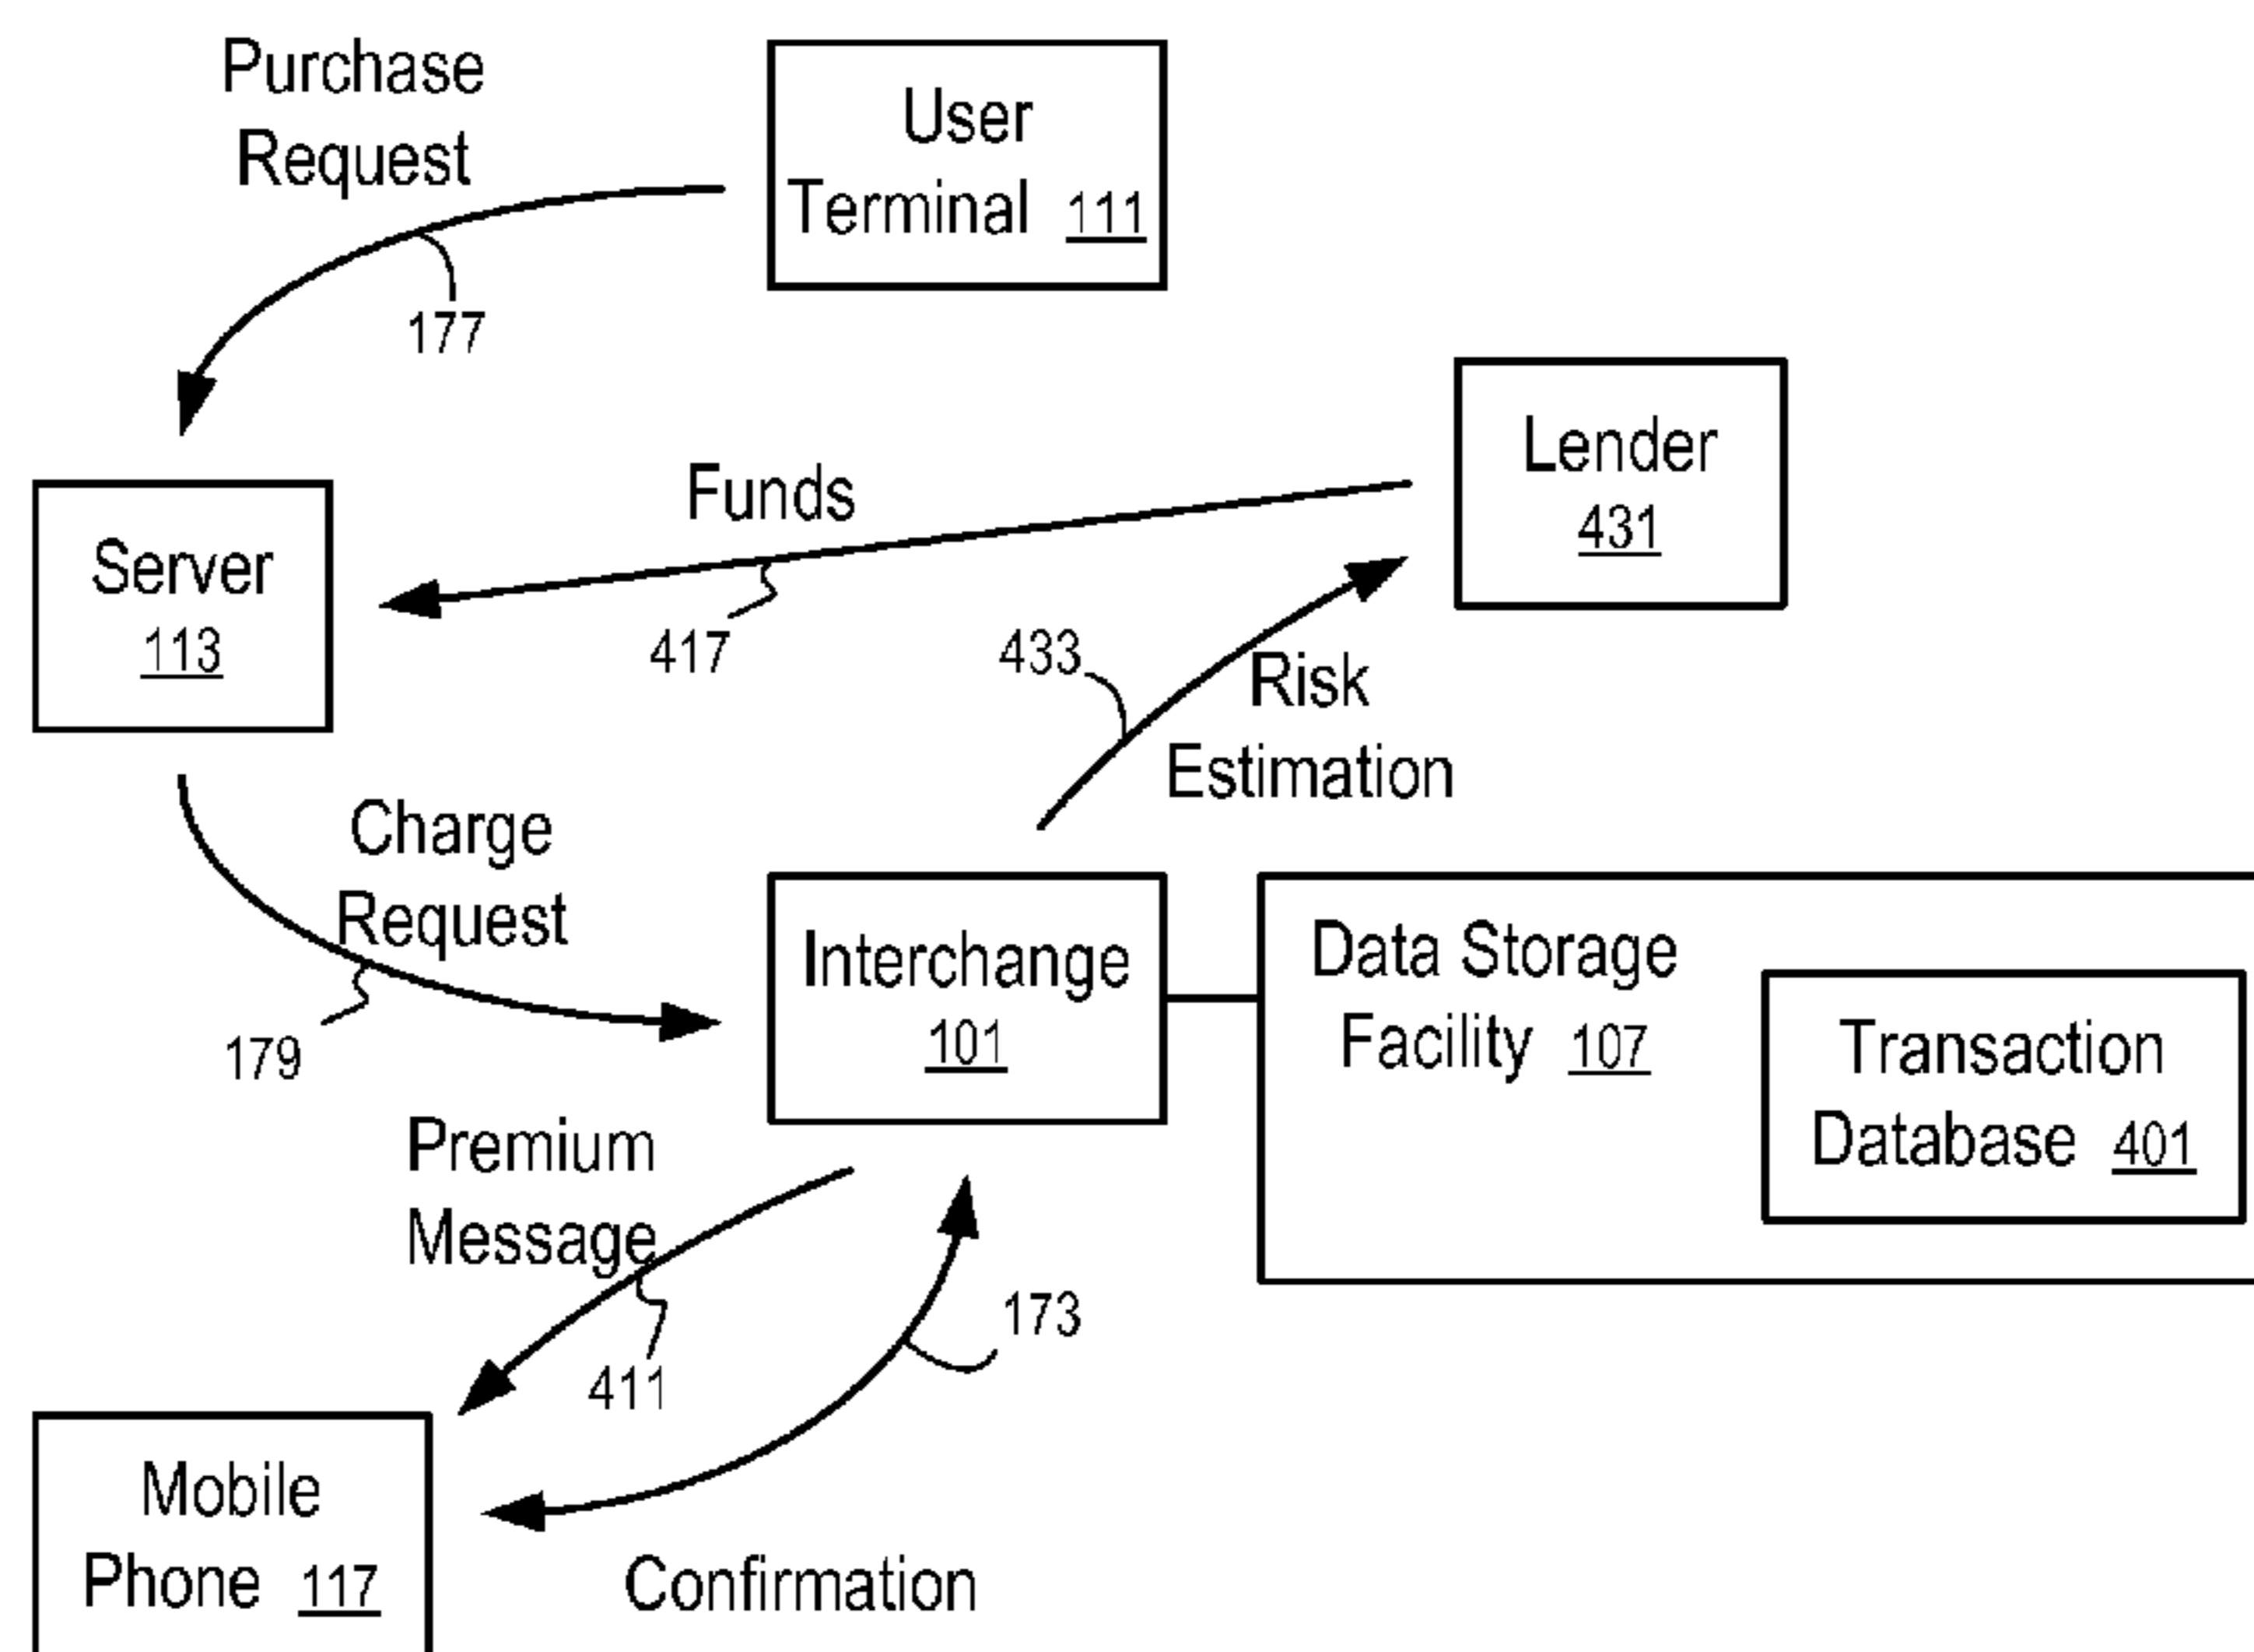 Purchase
Request
User
Terminal 111
177
Lender
431
Funds
Server
113
417
433
Risk
Estimation
Charge
Request
Interchange
101
Data Storage
Facility 107
Transaction
Database 401
179
Premium
Message
173
411
Mobile
Phone 117
Confirmation